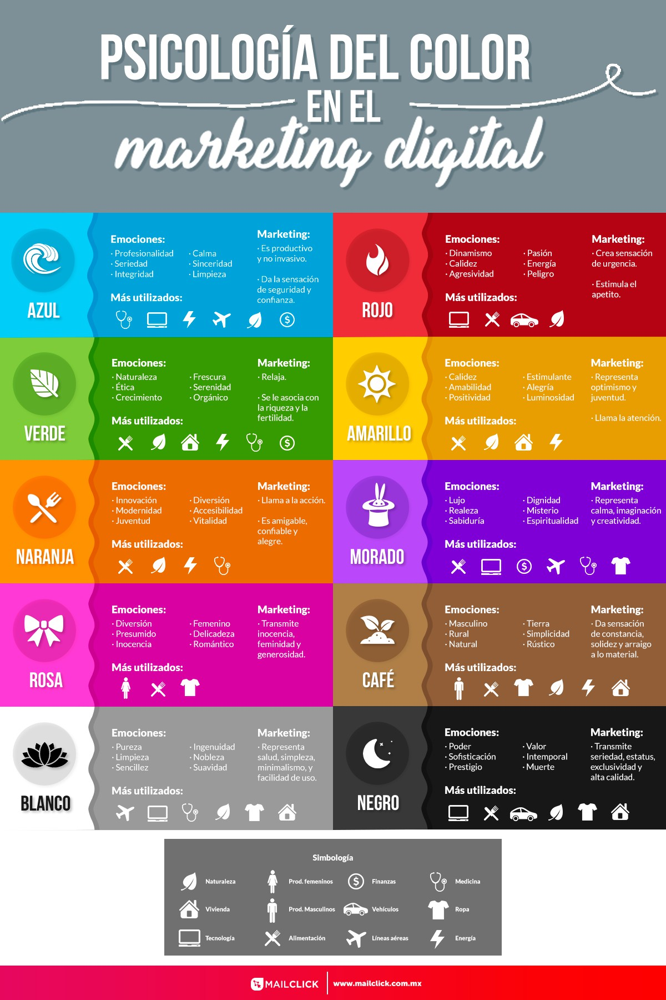 PSICOLOGÍA DEL COLOR
EN EL
marketing digital
AZUL
Emociones:
· Profesionalidad
· Seriedad
· Integridad
· Calma
· Sinceridad
· Limpieza
Más utilizados:
Marketing:
· Es productivo
y no invasivo.
· Da la sensación
de seguridad y
confianza.
ROJO
Emociones:
· Dinamismo
· Calidez
· Agresividad
· Pasión
· Energía
· Peligro
Más utilizados:
Marketing:
· Crea sensación
de urgencia.
· Estimula el
apetito.
VERDE
Emociones:
· Naturaleza
· Ética
· Crecimiento
· Frescura
· Serenidad
· Orgánico
Más utilizados:
Marketing:
· Relaja.
· Se le asocia con
la riqueza y la
fertilidad.
AMARILLO
Emociones:
· Calidez
· Amabilidad
· Positividad
· Estimulante
· Alegría
· Luminosidad
Más utilizados:
Marketing:
· Representa
optimismo y
juventud.
· Llama la atención.
NARANJA
Emociones:
· Innovación
· Modernidad
· Juventud
· Diversión
· Accesibilidad
· Vitalidad
Más utilizados:
Marketing:
· Llama a la acción.
· Es amigable,
confiable y
alegre.
MORADO
Emociones:
· Lujo
· Realeza
· Sabiduría
· Dignidad
· Misterio
· Espiritualidad
Más utilizados:
Marketing:
· Representa
calma, imaginación
y creatividad.
ROSA
Emociones:
· Diversión
· Presumido
· Inocencia
· Femenino
· Delicadeza
· Romántico
Más utilizados:
Marketing:
· Transmite
inocencia,
feminidad y
generosidad.
CAFÉ
Emociones:
· Masculino
· Rural
· Natural
· Tierra
· Simplicidad
· Rústico
Más utilizados:
Marketing:
· Da sensación
de constancia,
solidez y arraigo
a lo material.
BLANCO
Emociones:
· Pureza
· Limpieza
· Sencillez
· Ingenuidad
· Nobleza
· Suavidad
Más utilizados:
Marketing:
· Representa
salud, simpleza,
minimalismo, y
facilidad de uso.
NEGRO
Emociones:
· Poder
· Sofisticación
· Prestigio
· Valor
· Intemporal
· Muerte
Más utilizados:
Marketing:
· Transmite
seriedad, estatus,
exclusividad y
alta calidad.
Simbología
Naturaleza
Prod. femeninos
Finanzas
Medicina
Vivienda
Prod. Masculinos
Vehículos
Ropa
Tecnología
Alimentación
Líneas aéreas
Energía
MAILCLICK
www.mailclick.com.mx